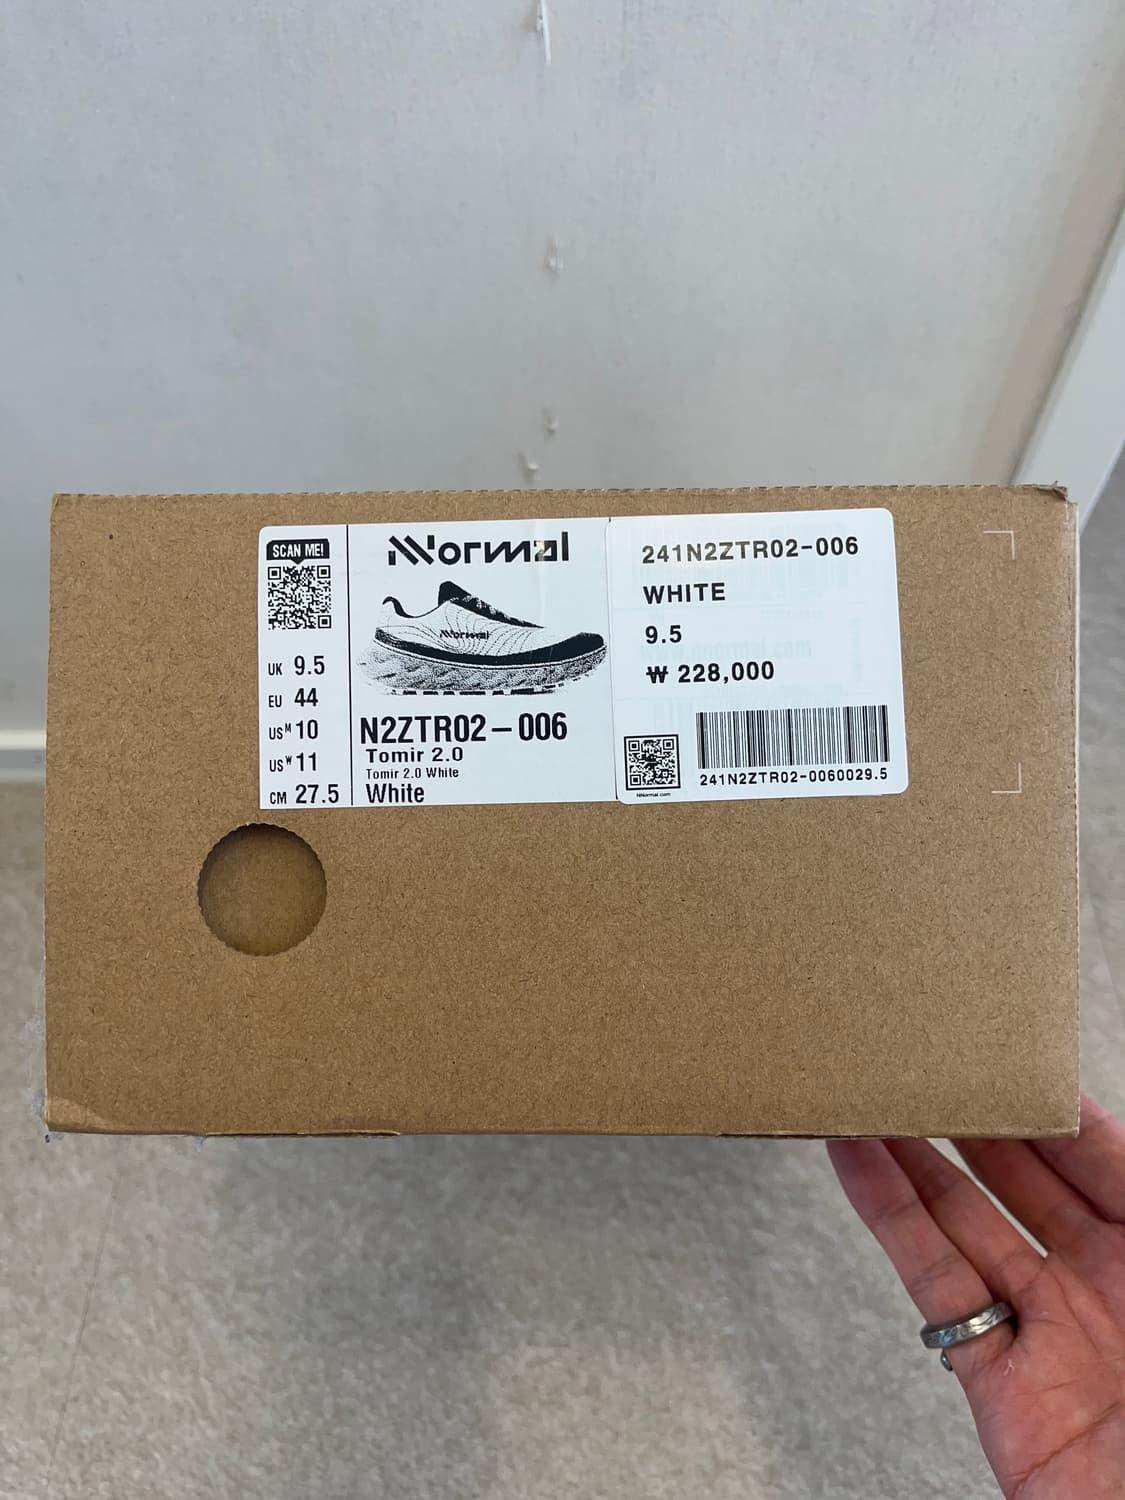 SCAN ME!
UK 9.5
EU 44
US M 10
US W 11
CM 27.5
NNormal
NNormal
N2ZTR02-006
Tomir 2.0
Tomir 2.0 White
White
241N2ZTR02-006
WHITE
9.5
₩ 228,000
NNormal.com
241N2ZTR02-0060029.5